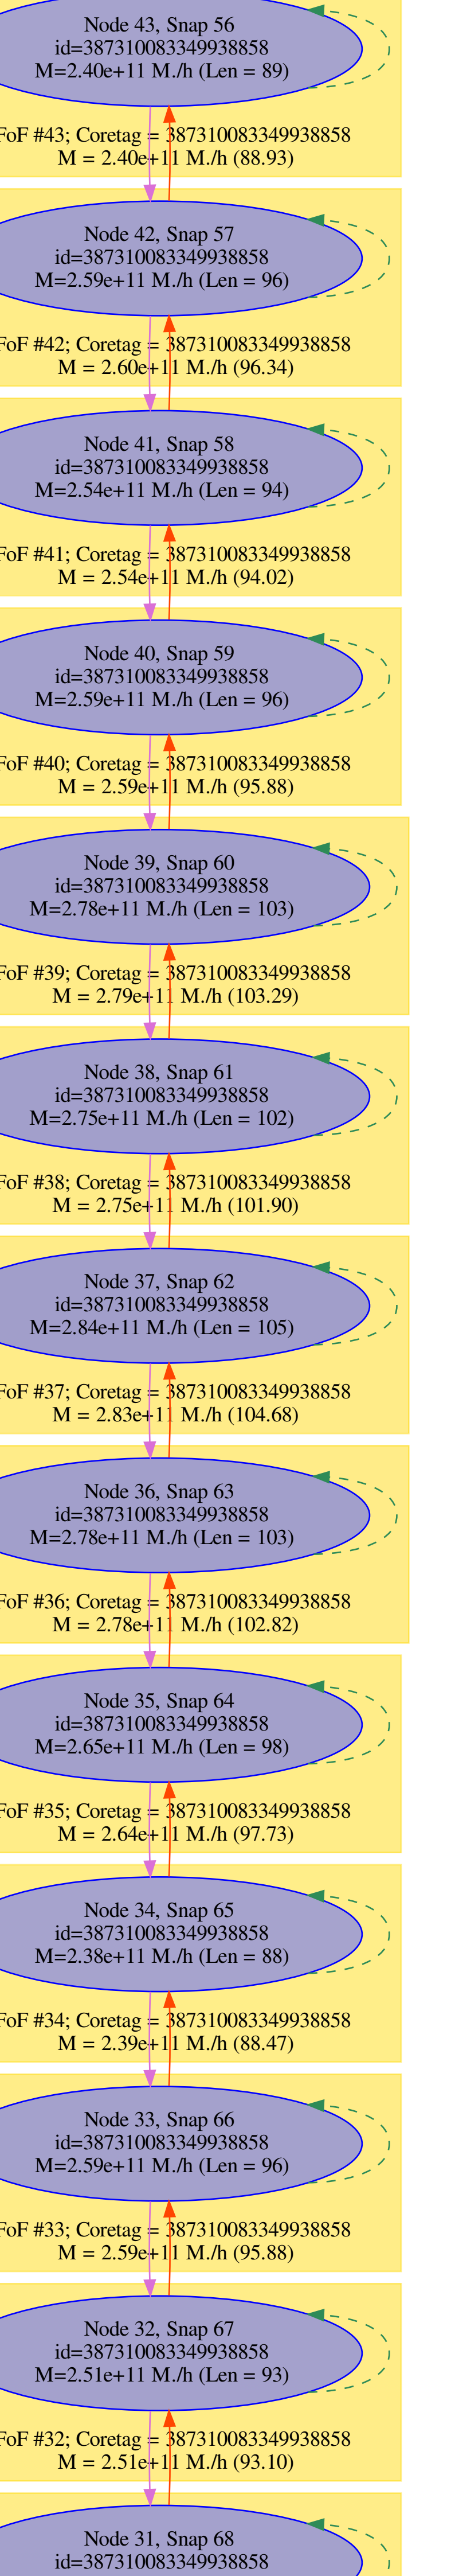 Node 43, Snap 56
id=387310083349938858
M=2.40e+11 M./h (Len = 89)
FoF #43; Coretag = 387310083349938858
M = 2.40e+11 M./h (88.93)
Node 42, Snap 57
id=387310083349938858
M=2.59e+11 M./h (Len = 96)
FoF #42; Coretag = 387310083349938858
M = 2.60e+11 M./h (96.34)
Node 41, Snap 58
id=387310083349938858
M=2.54e+11 M./h (Len = 94)
FoF #41; Coretag = 387310083349938858
M = 2.54e+11 M./h (94.02)
Node 40, Snap 59
id=387310083349938858
M=2.59e+11 M./h (Len = 96)
FoF #40; Coretag = 387310083349938858
M = 2.59e+11 M./h (95.88)
Node 39, Snap 60
id=387310083349938858
M=2.78e+11 M./h (Len = 103)
FoF #39; Coretag = 387310083349938858
M = 2.79e+11 M./h (103.29)
Node 38, Snap 61
id=387310083349938858
M=2.75e+11 M./h (Len = 102)
FoF #38; Coretag = 387310083349938858
M = 2.75e+11 M./h (101.90)
Node 37, Snap 62
id=387310083349938858
M=2.84e+11 M./h (Len = 105)
FoF #37; Coretag = 387310083349938858
M = 2.83e+11 M./h (104.68)
Node 36, Snap 63
id=387310083349938858
M=2.78e+11 M./h (Len = 103)
FoF #36; Coretag = 387310083349938858
M = 2.78e+11 M./h (102.82)
Node 35, Snap 64
id=387310083349938858
M=2.65e+11 M./h (Len = 98)
FoF #35; Coretag = 387310083349938858
M = 2.64e+11 M./h (97.73)
Node 34, Snap 65
id=387310083349938858
M=2.38e+11 M./h (Len = 88)
FoF #34; Coretag = 387310083349938858
M = 2.39e+11 M./h (88.47)
Node 33, Snap 66
id=387310083349938858
M=2.59e+11 M./h (Len = 96)
FoF #33; Coretag = 387310083349938858
M = 2.59e+11 M./h (95.88)
Node 32, Snap 67
id=387310083349938858
M=2.51e+11 M./h (Len = 93)
FoF #32; Coretag = 387310083349938858
M = 2.51e+11 M./h (93.10)
Node 31, Snap 68
id=387310083349938858